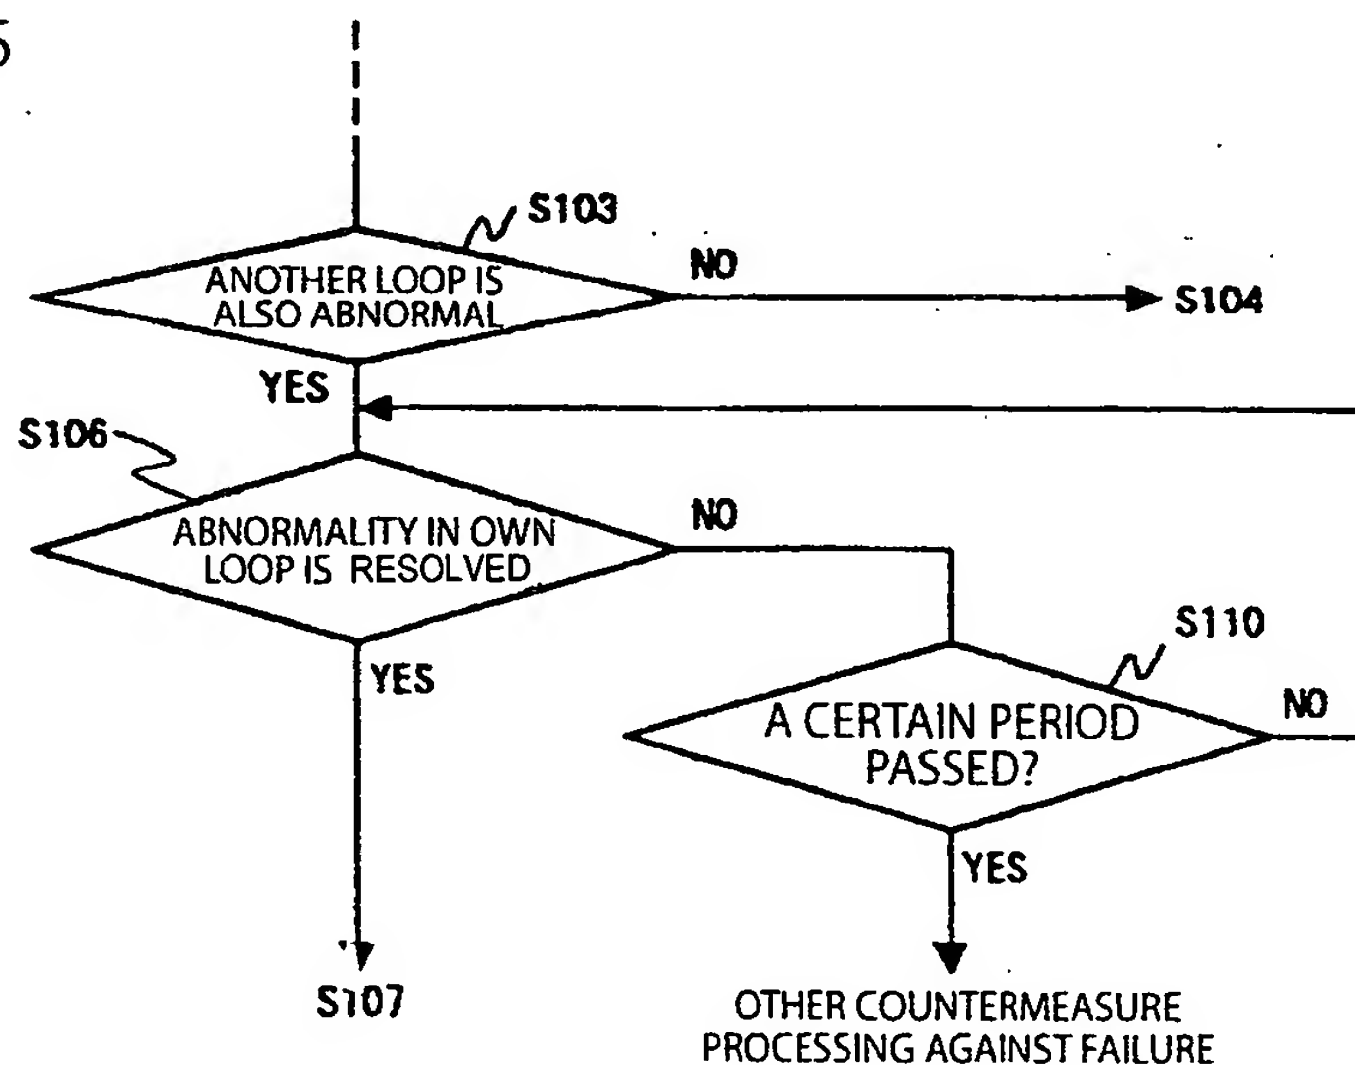 5
S103
NO
ANOTHER LOOP IS
ALSO ABNORMAL
S104
YES
S106
NO
ABNORMALITY IN OWN
LOOP IS RESOLVED
S110
YES
NO
A CERTAIN PERIOD
PASSED?
YES
S107
OTHER COUNTERMEASURE
PROCESSING AGAINST FAILURE